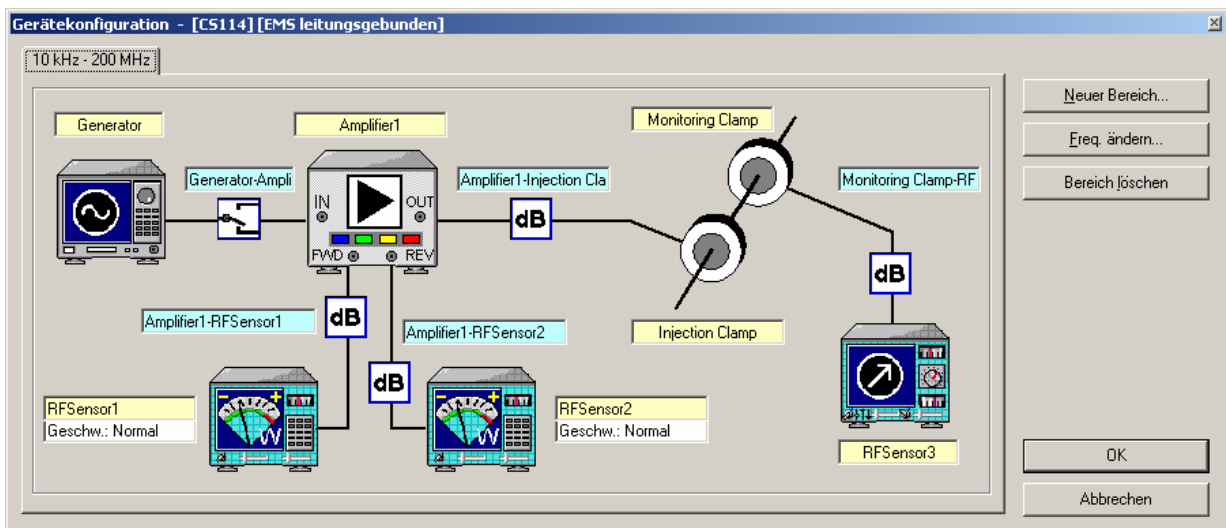 Gerätekonfiguration - [CS114] [EMS leitungsgebunden]
10 kHz - 200 MHz
Neuer Bereich...
Freq. ändern...
Bereich löschen
Generator
Amplifier1
Monitoring Clamp
Generator-Ampli
Amplifier1-Injection Cla
Monitoring Clamp-RF
IN
OUT
dB
FWD
REV
dB
Amplifier1-RFSensor1
dB
Amplifier1-RFSensor2
Injection Clamp
dB
RFSensor1
Geschw.: Normal
- +
W
- +
W
RFSensor2
Geschw.: Normal
RFSensor3
OK
Abbrechen